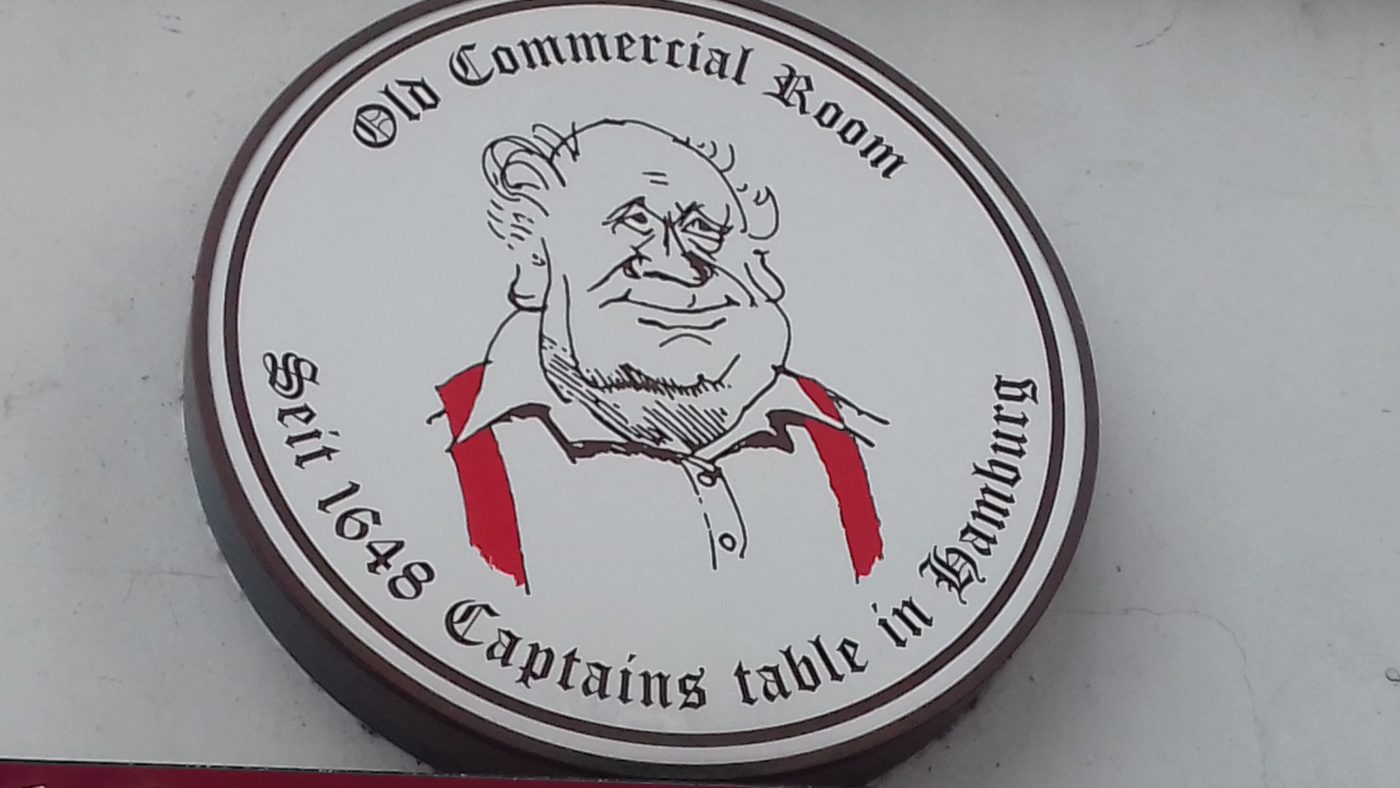 Old Commercial Room
Seit 1648 Captains table in Hamburg